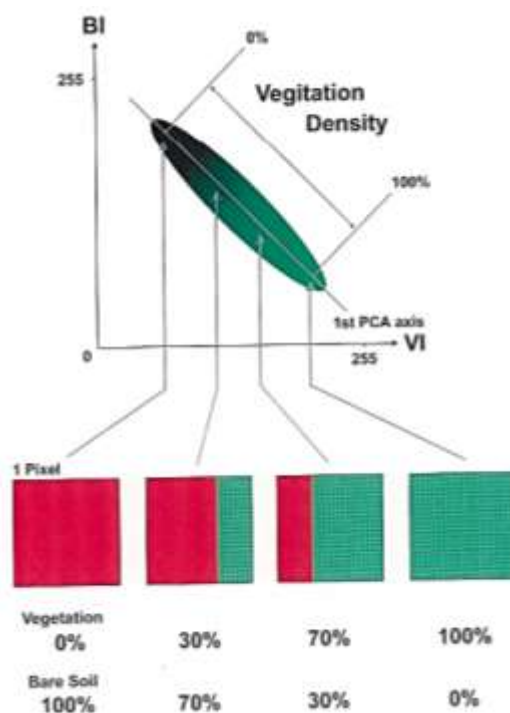 BI
0%
255
Vegitation
Density
100%
1st PCA axis
0
255
VI
1 Pixel
Vegetation
0% 30% 70% 100%
Bare Soil
100% 70% 30% 0%